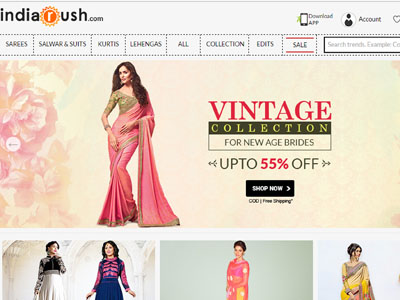 indiarush.com
Download
APP
Account
SAREES SALWAR & SUITS KURTIS LEHENGAS ALL COLLECTION EDITS SALE
Search trends, Example: Co
VINTAGE
COLLECTION
FOR NEW AGE BRIDES
UPTO 55% OFF
SHOP NOW >
COD | Free Shipping*